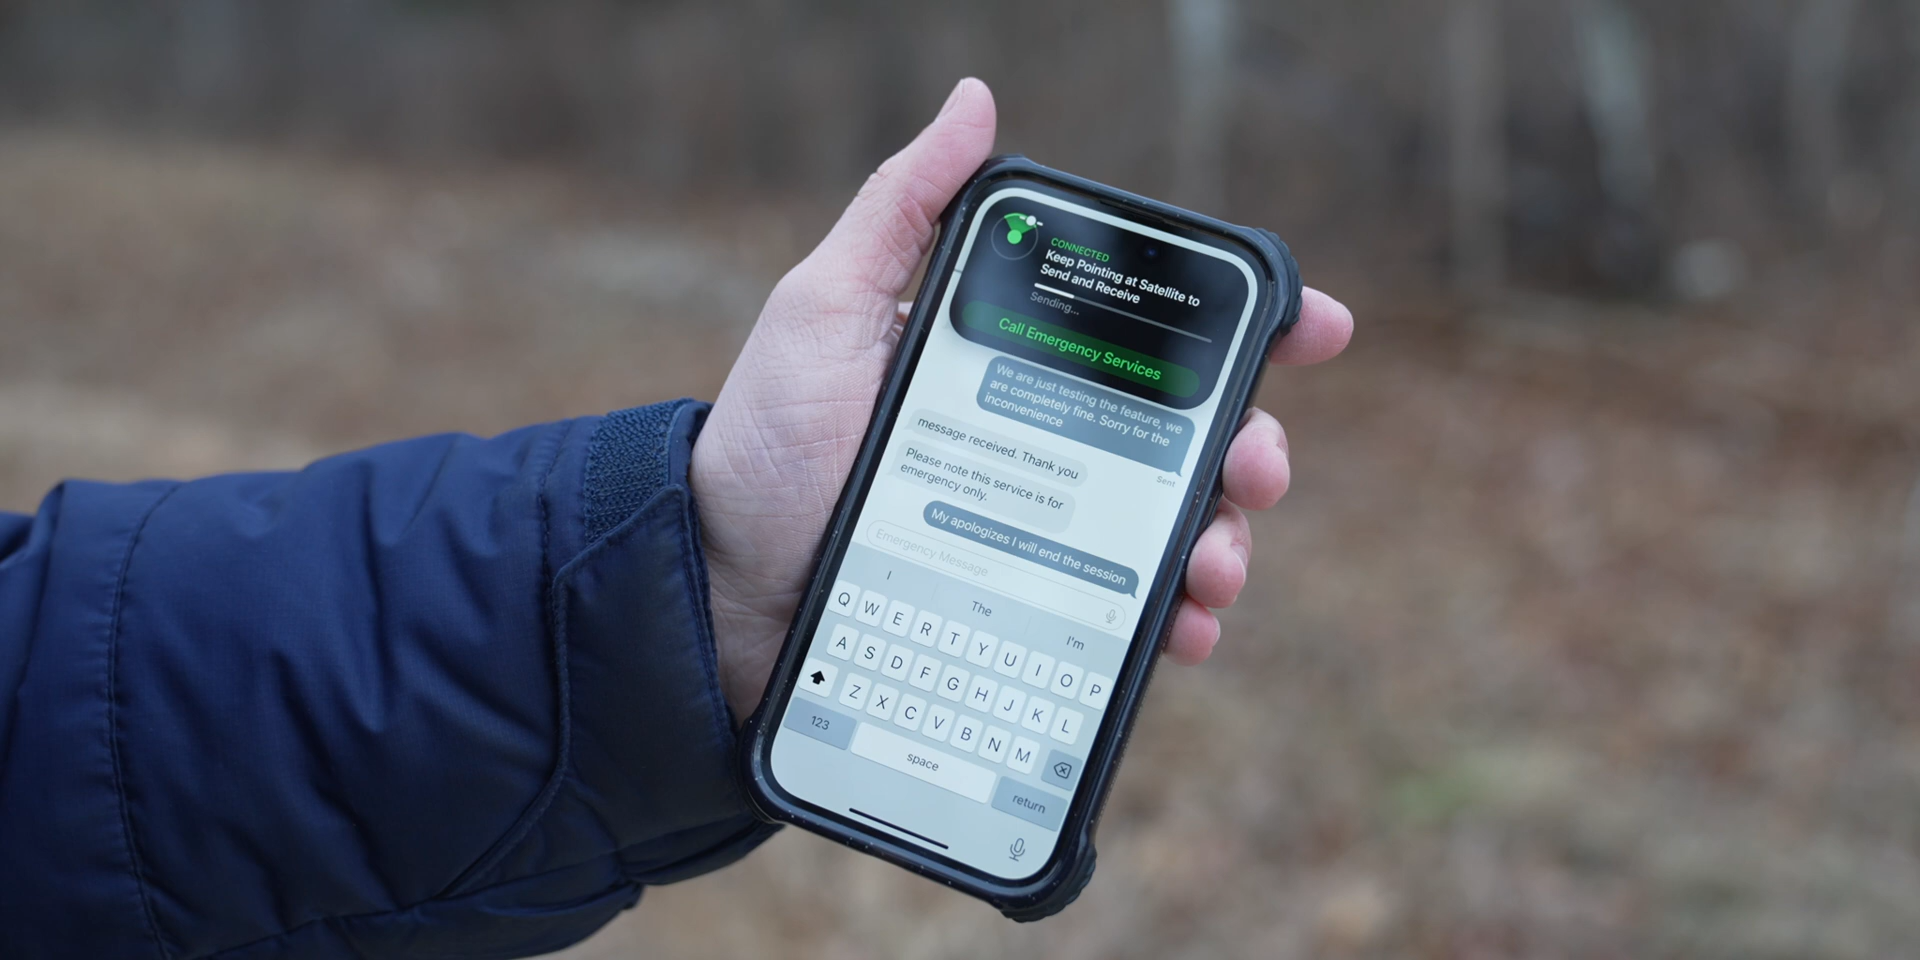 CONNECTED
Keep Pointing at Satellite to
Send and Receive
Sending...
Call Emergency Services
We are just testing the feature, we
are completely fine. Sorry for the
inconvenience
Sent
message received. Thank you
Please note this service is for
emergency only.
My apologizes I will end the session
Emergency Message
I The I'm
Q W E R T Y U I O P
A S D F G H J K L
Z X C V B N M
123 space return